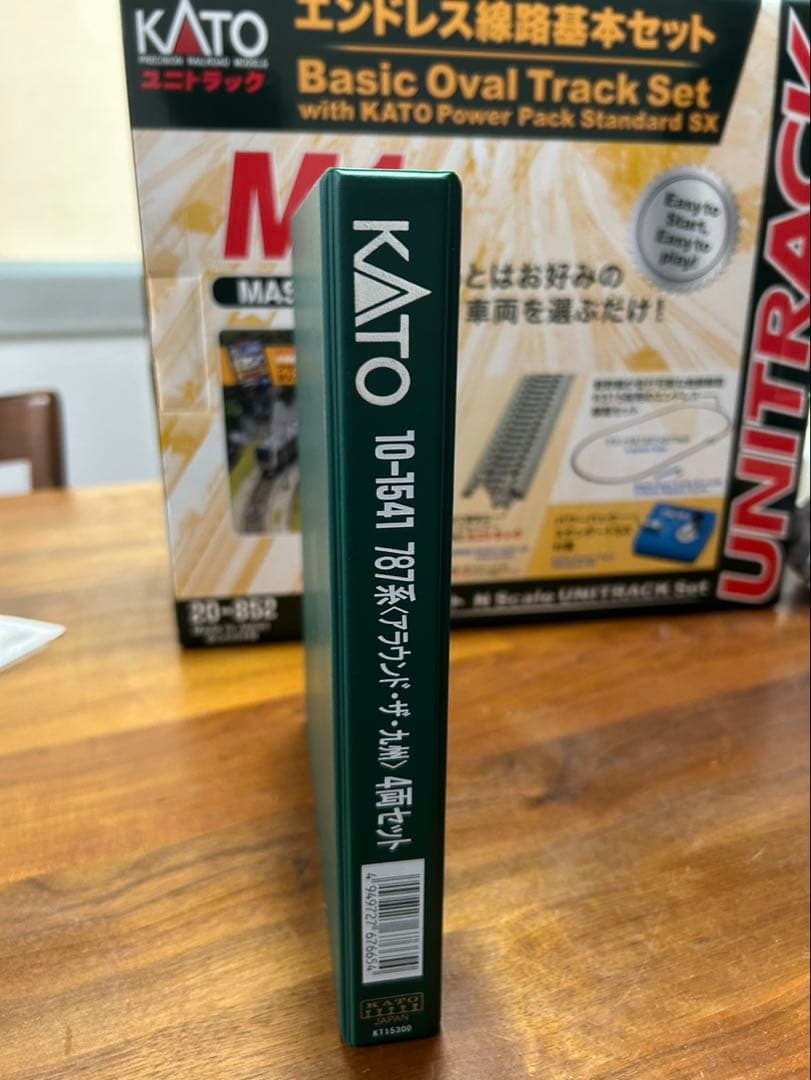 KATO
PRECISION RAILROAD MODELS
ユニトラック
エンドレス線路基本セット
Basic Oval Track Set
with KATO Power Pack Standard SX
Easy to
Start,
Easy to
play!
MAS
とはお好みの
車両を選ぶだけ!
20-852
N Scale UNITRACK Set
UNITRACK
KATO 10-1541 787系〈アラウンド・ザ・九州〉 4両セット
4 949727 676654
KATO
JAPAN
KT15300